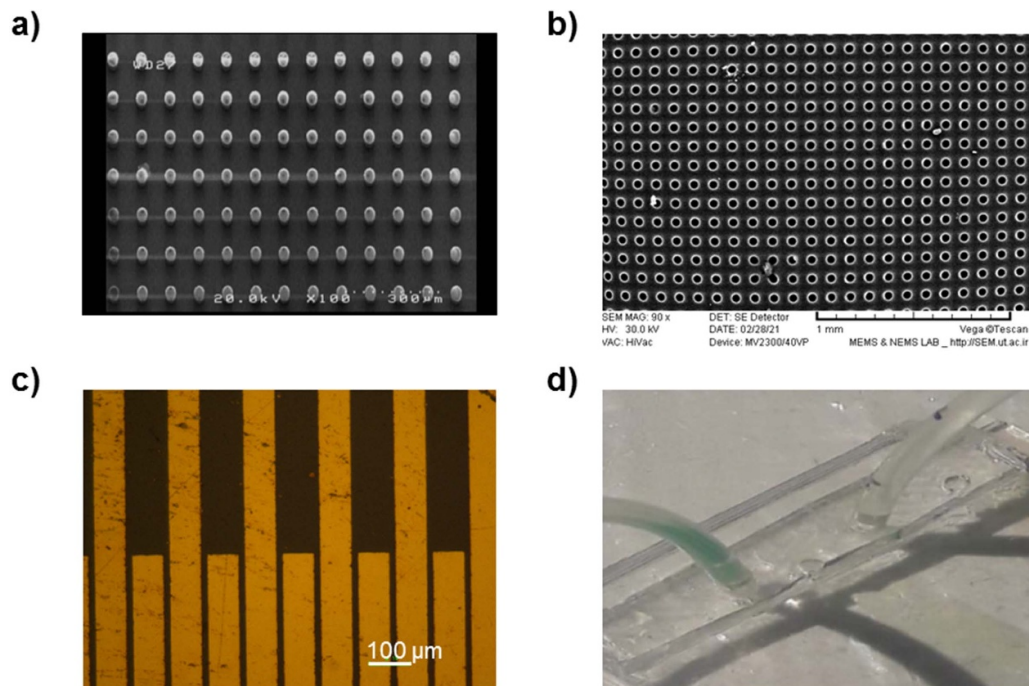 a)
WD27
20.0kV X100 300μm
b)
SEM MAG: 90 x DET: SE Detector
HV: 30.0 kV DATE: 02/28/21 1 mm Vega ©Tescan
VAC: HiVac Device: MV2300/40VP MEMS & NEMS LAB _ http://SEM.ut.ac.ir
c)
100 μm
d)